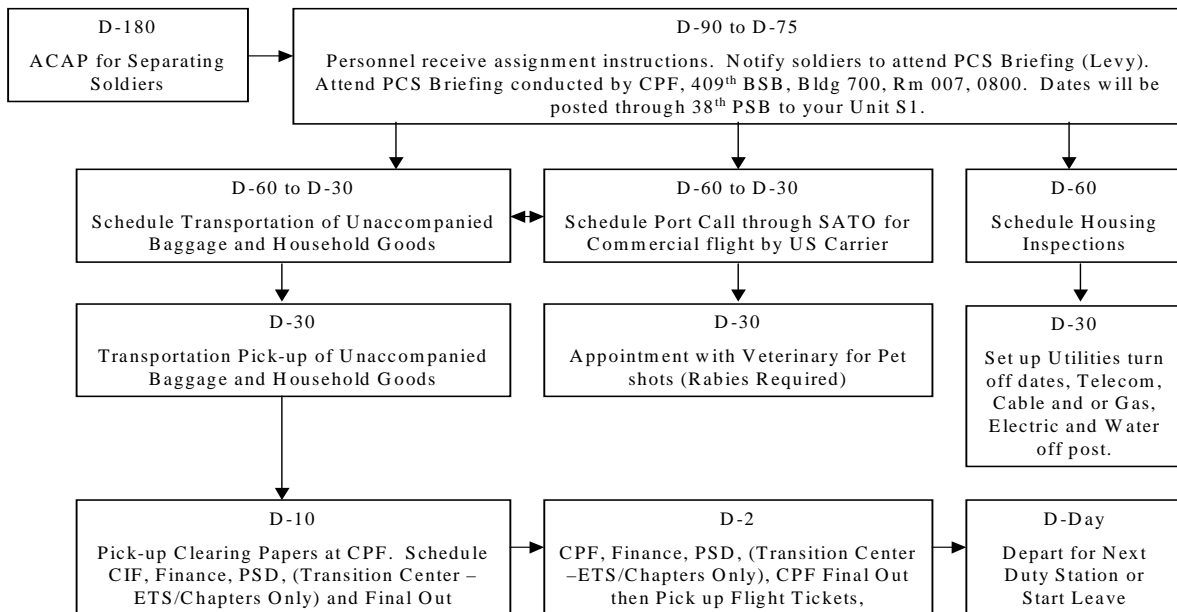 D-180
ACAP for Separating
Soldiers
D-90 to D-75
Personnel receive assignment instructions. Notify soldiers to attend PCS Briefing (Levy).
Attend PCS Briefing conducted by CPF, 409th BSB, Bldg 700, Rm 007, 0800. Dates will be
posted through 38th PSB to your Unit S1.
D-60 to D-30
Schedule Transportation of Unaccompanied
Baggage and Household Goods
D-60 to D-30
Schedule Port Call through SATO for
Commercial flight by US Carrier
D-60
Schedule Housing
Inspections
D-30
Transportation Pick-up of Unaccompanied
Baggage and Household Goods
D-30
Appointment with Veterinary for Pet
shots (Rabies Required)
D-30
Set up Utilities turn
off dates, Telecom,
Cable and or Gas,
Electric and Water
off post.
D-10
Pick-up Clearing Papers at CPF. Schedule
CIF, Finance, PSD, (Transition Center –
ETS/Chapters Only) and Final Out
D-2
CPF, Finance, PSD, (Transition Center
–ETS/Chapters Only), CPF Final Out
then Pick up Flight Tickets,
D-Day
Depart for Next
Duty Station or
Start Leave